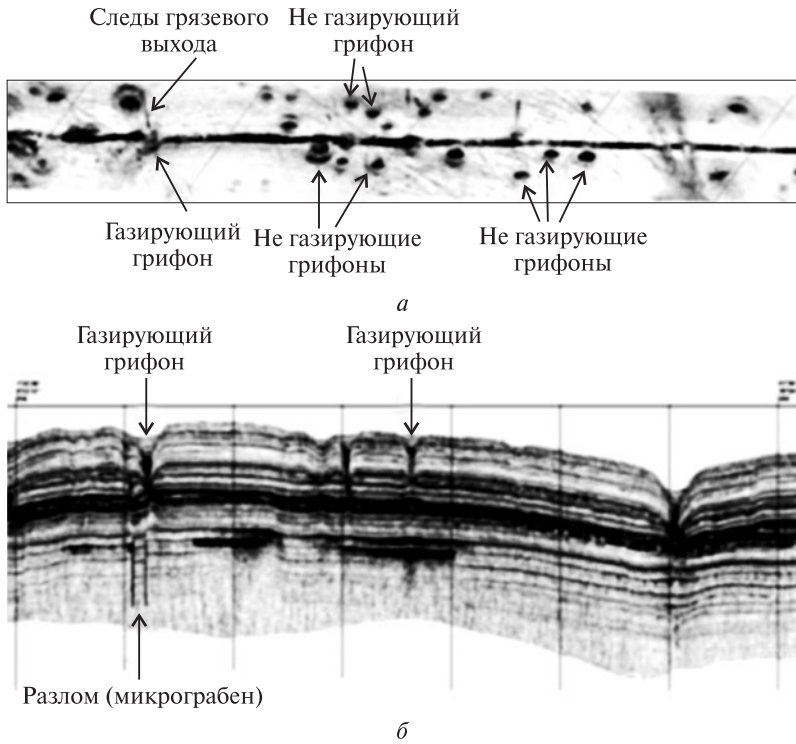 Следы грязевого
выхода
Не газирующий
грифон
Газирующий
грифон
Не газирующие
грифоны
Не газирующие
грифоны
а
Газирующий
грифон
Газирующий
грифон
Разлом (микрограбен)
б